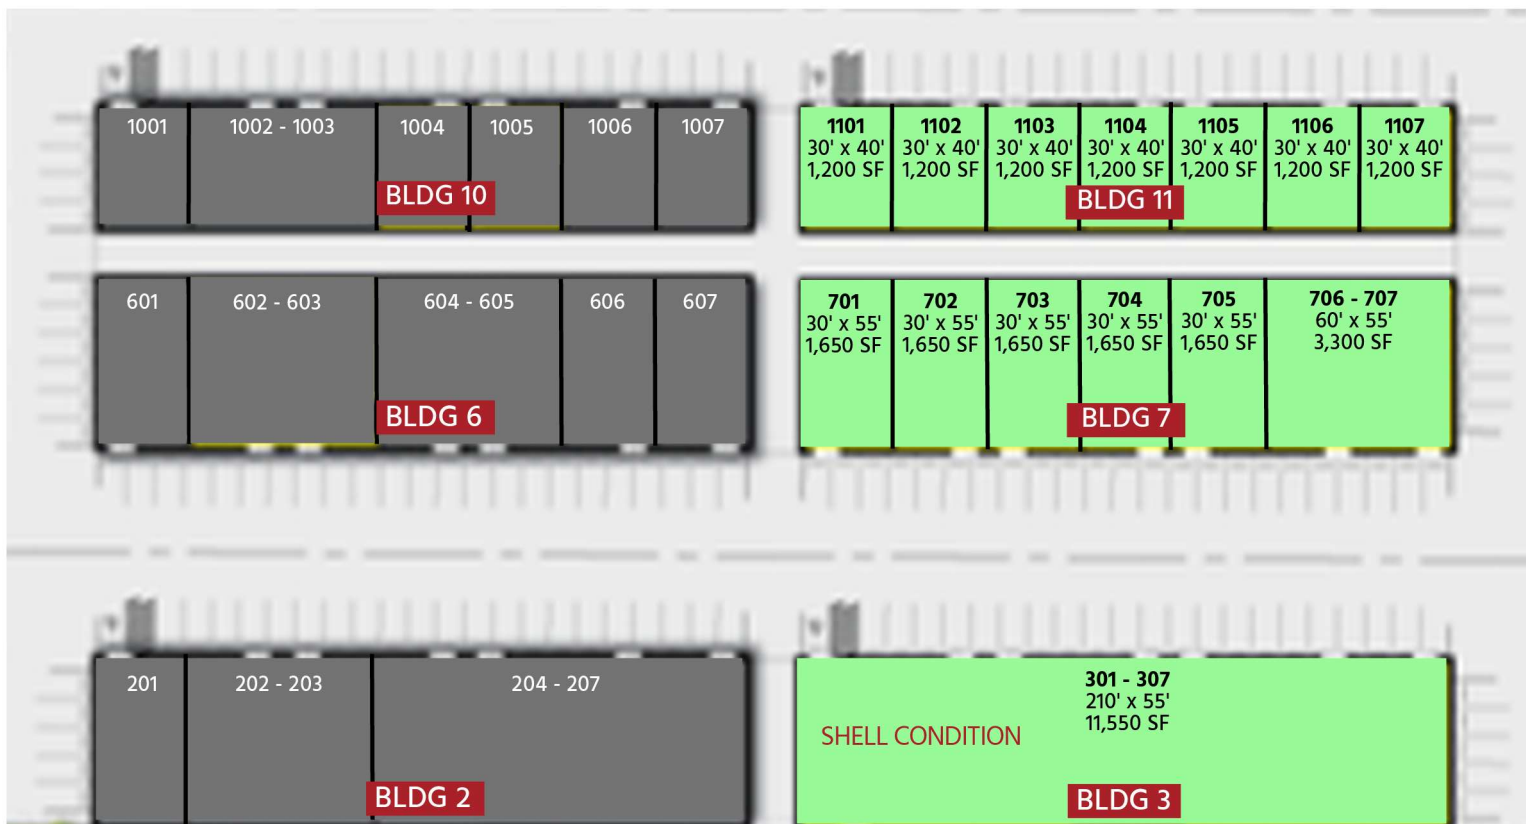 1001
1002 - 1003
1004
1005
1006
1007
BLDG 10
1101
30' x 40'
1,200 SF
1102
30' x 40'
1,200 SF
1103
30' x 40'
1,200 SF
1104
30' x 40'
1,200 SF
1105
30' x 40'
1,200 SF
1106
30' x 40'
1,200 SF
1107
30' x 40'
1,200 SF
BLDG 11
601
602 - 603
604 - 605
606
607
BLDG 6
701
30' x 55'
1,650 SF
702
30' x 55'
1,650 SF
703
30' x 55'
1,650 SF
704
30' x 55'
1,650 SF
705
30' x 55'
1,650 SF
706 - 707
60' x 55'
3,300 SF
BLDG 7
201
202 - 203
204 - 207
BLDG 2
301 - 307
210' x 55'
11,550 SF
SHELL CONDITION
BLDG 3